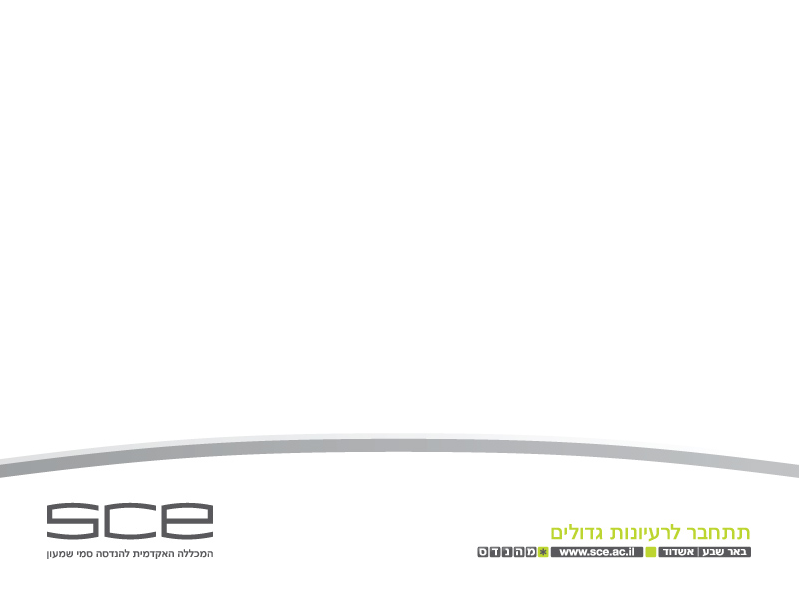 sce
המכללה האקדמית להנדסה סמי שמעון
תתחבר לרעיונות גדולים
באר שבע | אשדוד www.sce.ac.il *מהנדס